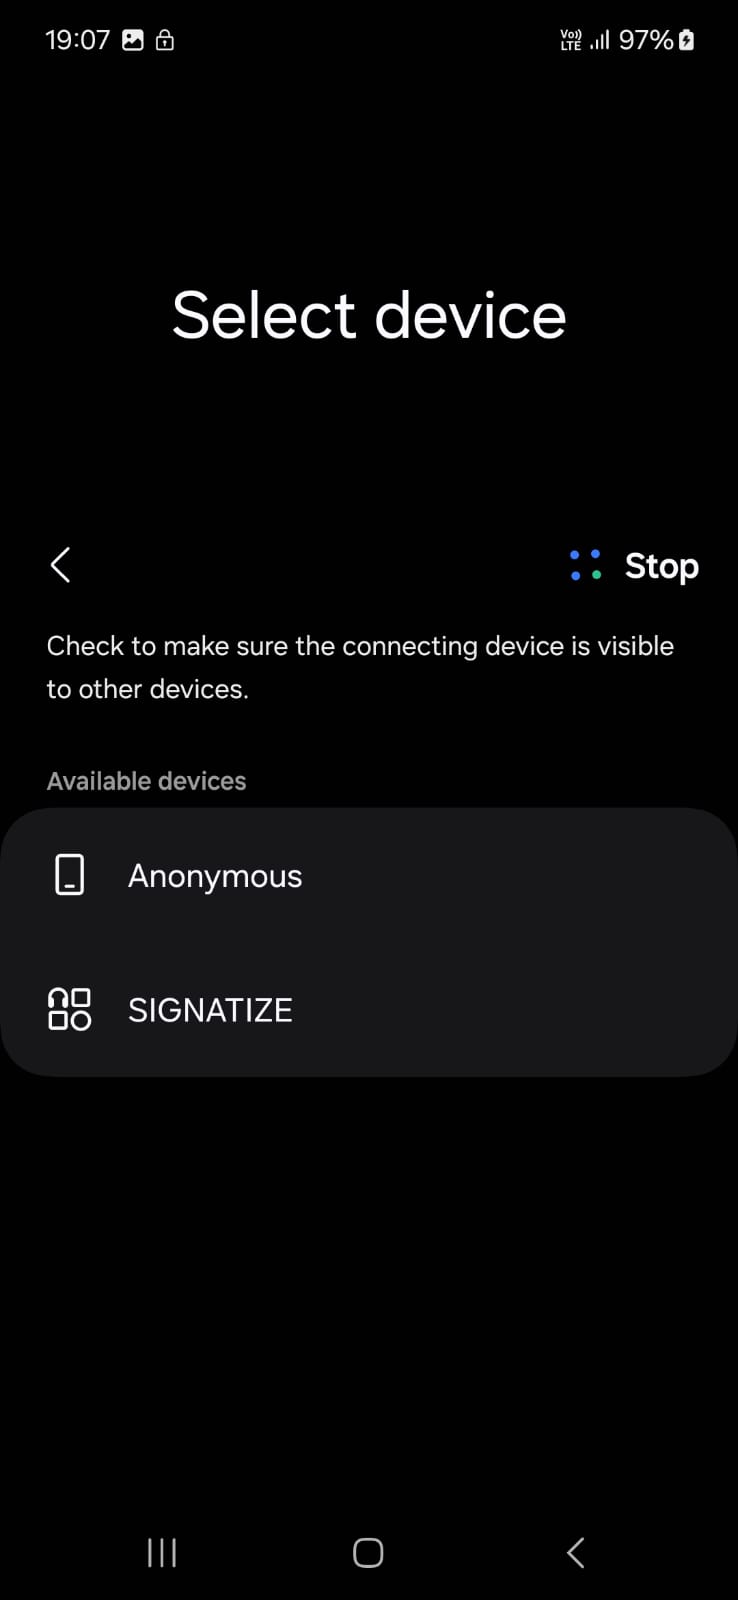 19:07
Vo)) LTE 97%
Select device
Stop
Check to make sure the connecting device is visible
to other devices.
Available devices
Anonymous
SIGNATIZE